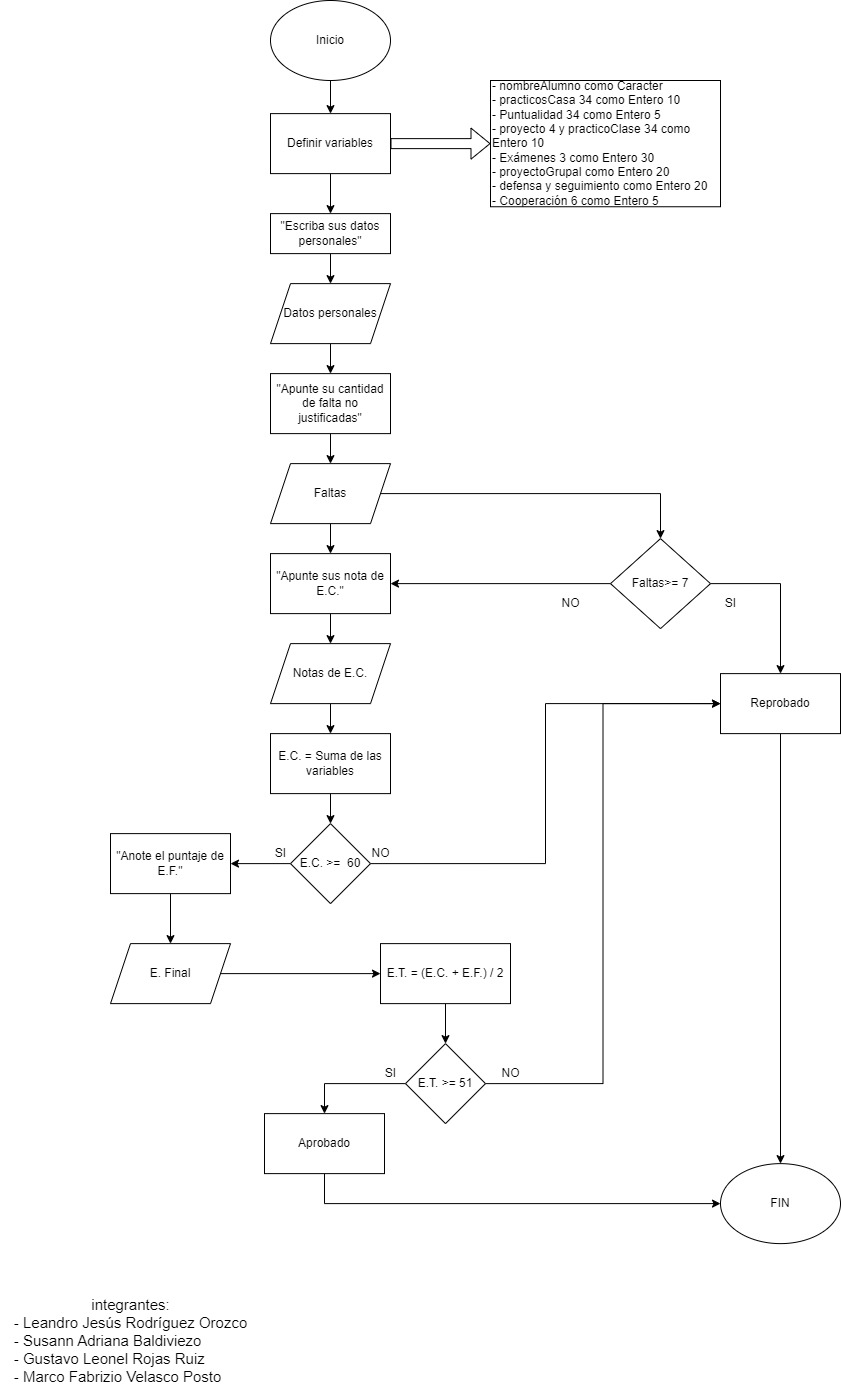 Inicio
Definir variables
- nombreAlumno como Caracter
- practicosCasa 34 como Entero 10
- Puntualidad 34 como Entero 5
- proyecto 4 y practicoClase 34 como
Entero 10
- Exámenes 3 como Entero 30
- proyectoGrupal como Entero 20
- defensa y seguimiento como Entero 20
- Cooperación 6 como Entero 5
"Escriba sus datos
personales"
Datos personales
"Apunte su cantidad
de falta no
justificadas"
Faltas
"Apunte sus nota de
E.C."
Faltas>= 7
NO
SI
Notas de E.C.
Reprobado
E.C. = Suma de las
variables
"Anote el puntaje de
E.F."
SI
E.C. >=  60
NO
E. Final
E.T. = (E.C. + E.F.) / 2
SI
E.T. >= 51
NO
Aprobado
FIN
integrantes:
- Leandro Jesús Rodríguez Orozco
- Susann Adriana Baldiviezo
- Gustavo Leonel Rojas Ruiz
- Marco Fabrizio Velasco Posto